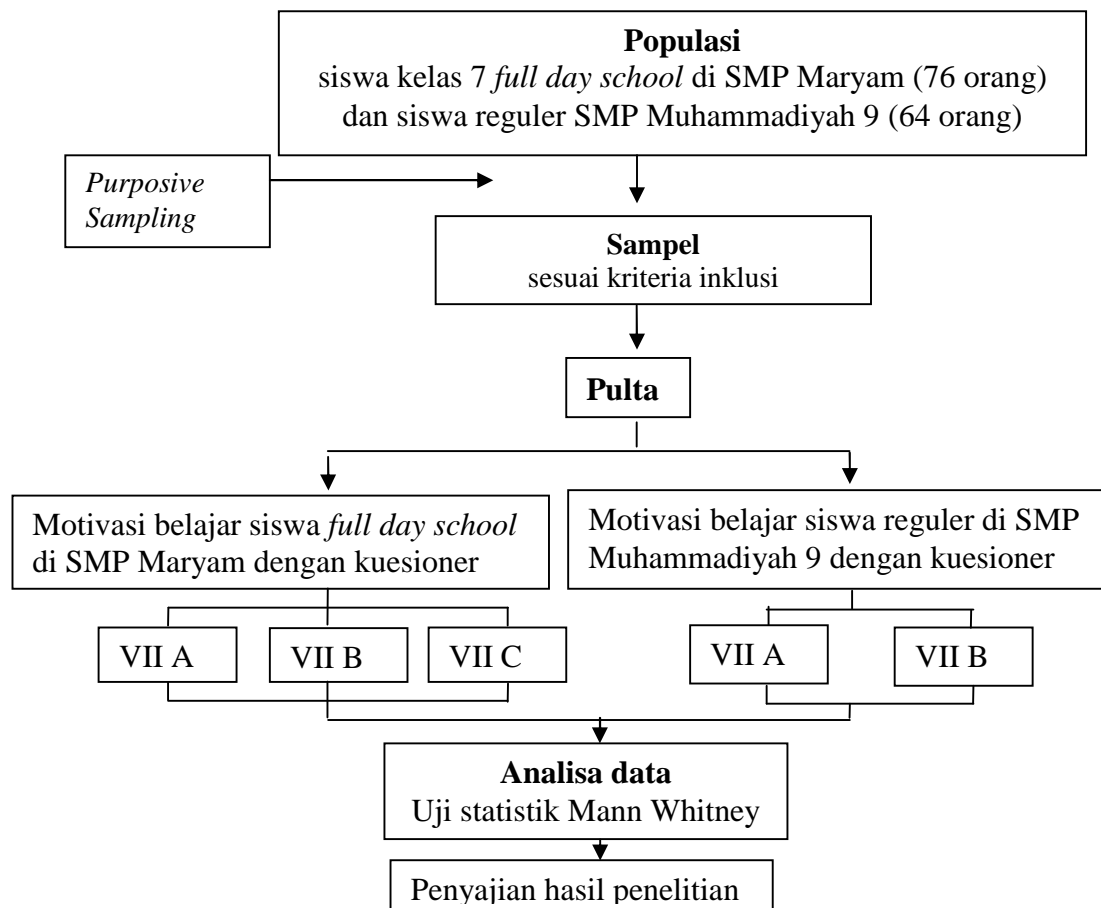 Populasi
siswa kelas 7 full day school di SMP Maryam (76 orang)
dan siswa reguler SMP Muhammadiyah 9 (64 orang)
Purposive
Sampling
Sampel
sesuai kriteria inklusi
Pulta
Motivasi belajar siswa full day school
di SMP Maryam dengan kuesioner
Motivasi belajar siswa reguler di SMP
Muhammadiyah 9 dengan kuesioner
VII A
VII B
VII C
VII A
VII B
Analisa data
Uji statistik Mann Whitney
Penyajian hasil penelitian